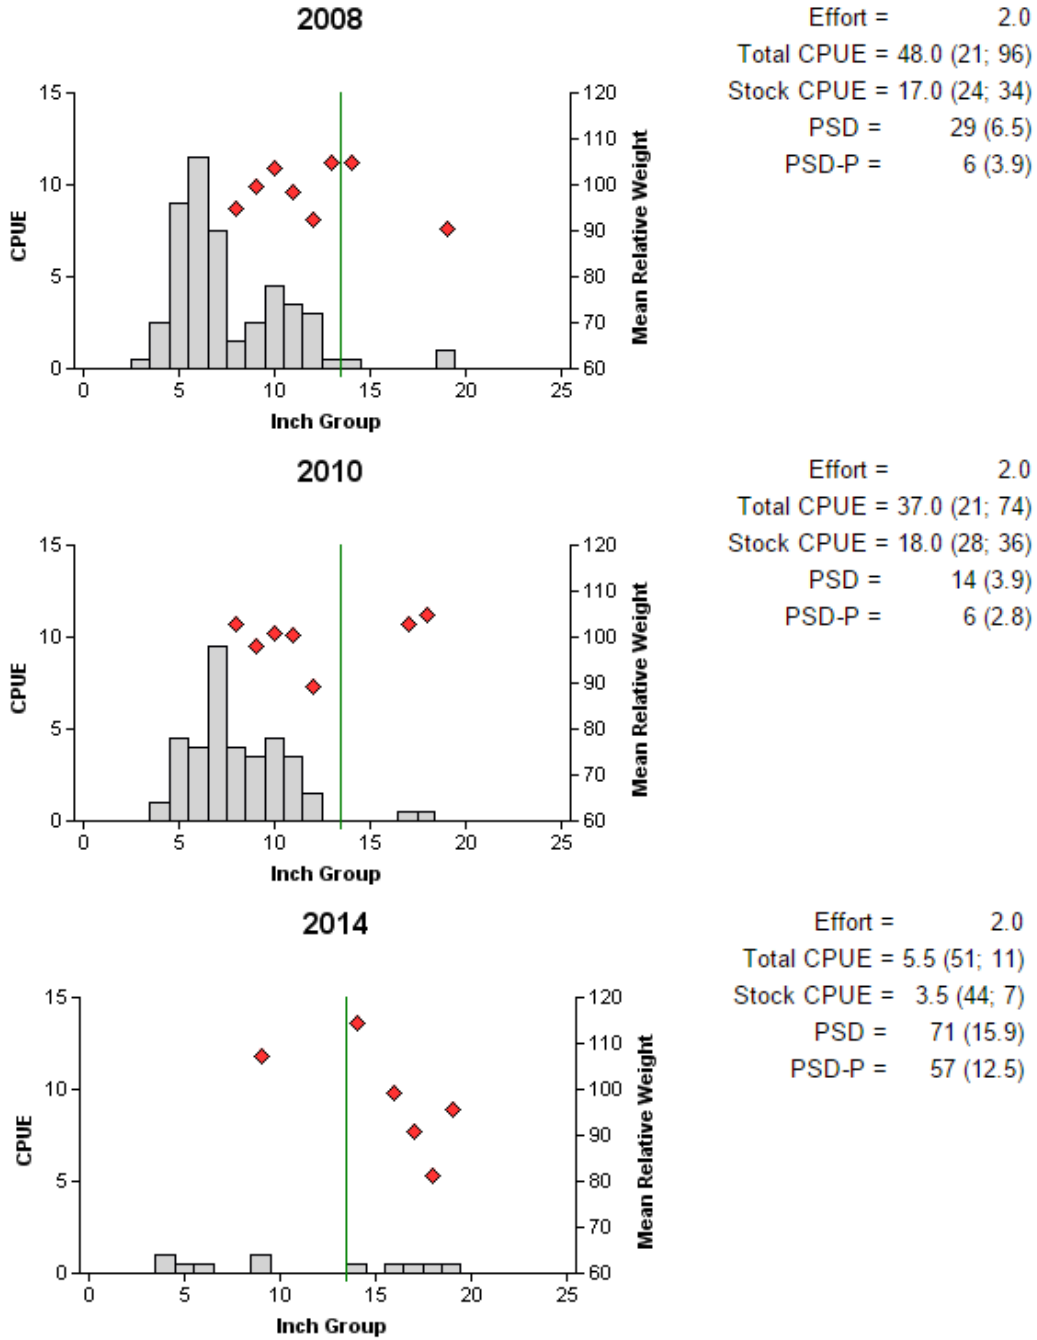 2008
Effort = 2.0
Total CPUE = 48.0 (21; 96)
Stock CPUE = 17.0 (24; 34)
PSD = 29 (6.5)
PSD-P = 6 (3.9)
15
10
5
0
CPUE
120
110
100
90
80
70
60
Mean Relative Weight
0 5 10 15 20 25
Inch Group
2010
Effort = 2.0
Total CPUE = 37.0 (21; 74)
Stock CPUE = 18.0 (28; 36)
PSD = 14 (3.9)
PSD-P = 6 (2.8)
15
10
5
0
CPUE
120
110
100
90
80
70
60
Mean Relative Weight
0 5 10 15 20 25
Inch Group
2014
Effort = 2.0
Total CPUE = 5.5 (51; 11)
Stock CPUE = 3.5 (44; 7)
PSD = 71 (15.9)
PSD-P = 57 (12.5)
15
10
5
0
CPUE
120
110
100
90
80
70
60
Mean Relative Weight
0 5 10 15 20 25
Inch Group